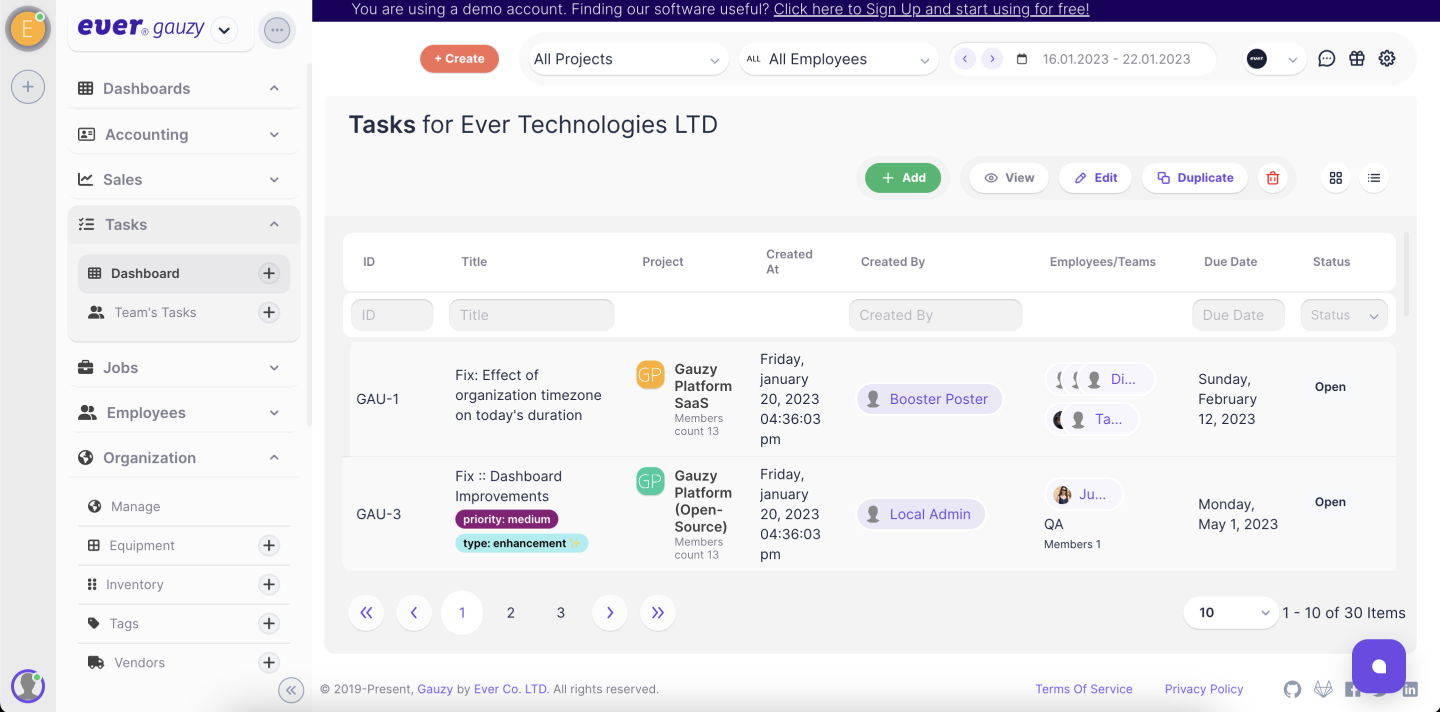 You are using a demo account. Finding our software useful? Click here to Sign Up and start using for free!
E
ever® gauzy
+ Create
All Projects
ALL All Employees
16.01.2023 - 22.01.2023
ever
Dashboards
Accounting
Sales
Tasks
Dashboard
Team's Tasks
Jobs
Employees
Organization
Manage
Equipment
Inventory
Tags
Vendors
Tasks for Ever Technologies LTD
Add
View
Edit
Duplicate
ID
Title
Project
Created
At
Created By
Employees/Teams
Due Date
Status
ID
Title
Created By
Due Date
Status
GAU-1
Fix: Effect of
organization timezone
on today's duration
GP
Gauzy
Platform
SaaS
Members
count 13
Friday,
january
20, 2023
04:36:03
pm
Booster Poster
Di...
Ta...
Sunday,
February
12, 2023
Open
GAU-3
Fix :: Dashboard
Improvements
priority: medium
type: enhancement ✨
GP
Gauzy
Platform
(Open-
Source)
Members
count 13
Friday,
january
20, 2023
04:36:03
pm
Local Admin
Ju...
QA
Members 1
Monday,
May 1, 2023
Open
1
2
3
10
1 - 10 of 30 Items
© 2019-Present, Gauzy by Ever Co. LTD. All rights reserved.
Terms Of Service
Privacy Policy